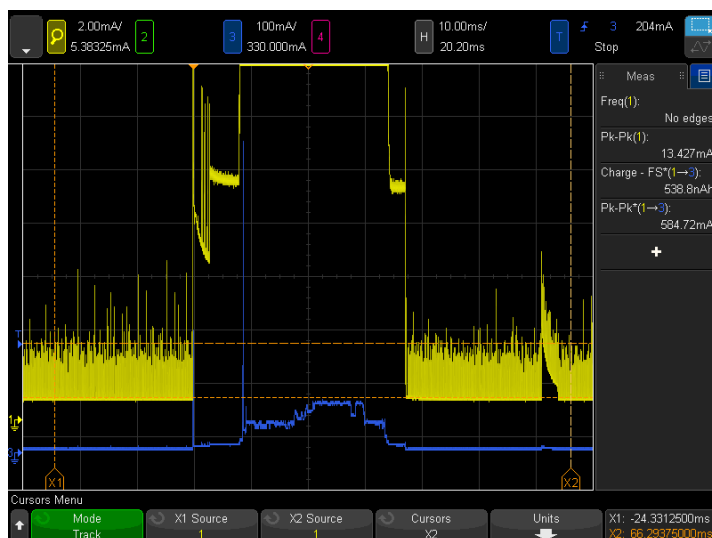 2.00mA/
5.38325mA
2
3
100mA/
330.000mA
4
H
10.00ms/
20.20ms
T
3
204mA
Stop
Meas
Freq(1):
No edges
Pk-Pk(1):
13.427mA
Charge - FS*(1→3):
538.8nAh
Pk-Pk*(1→3):
584.72mA
T
1
3
X1
X2
Cursors Menu
Mode
Track
X1 Source
1
X2 Source
1
Cursors
X2
Units
X1: -24.3312500ms
X2: 66.29375000ms